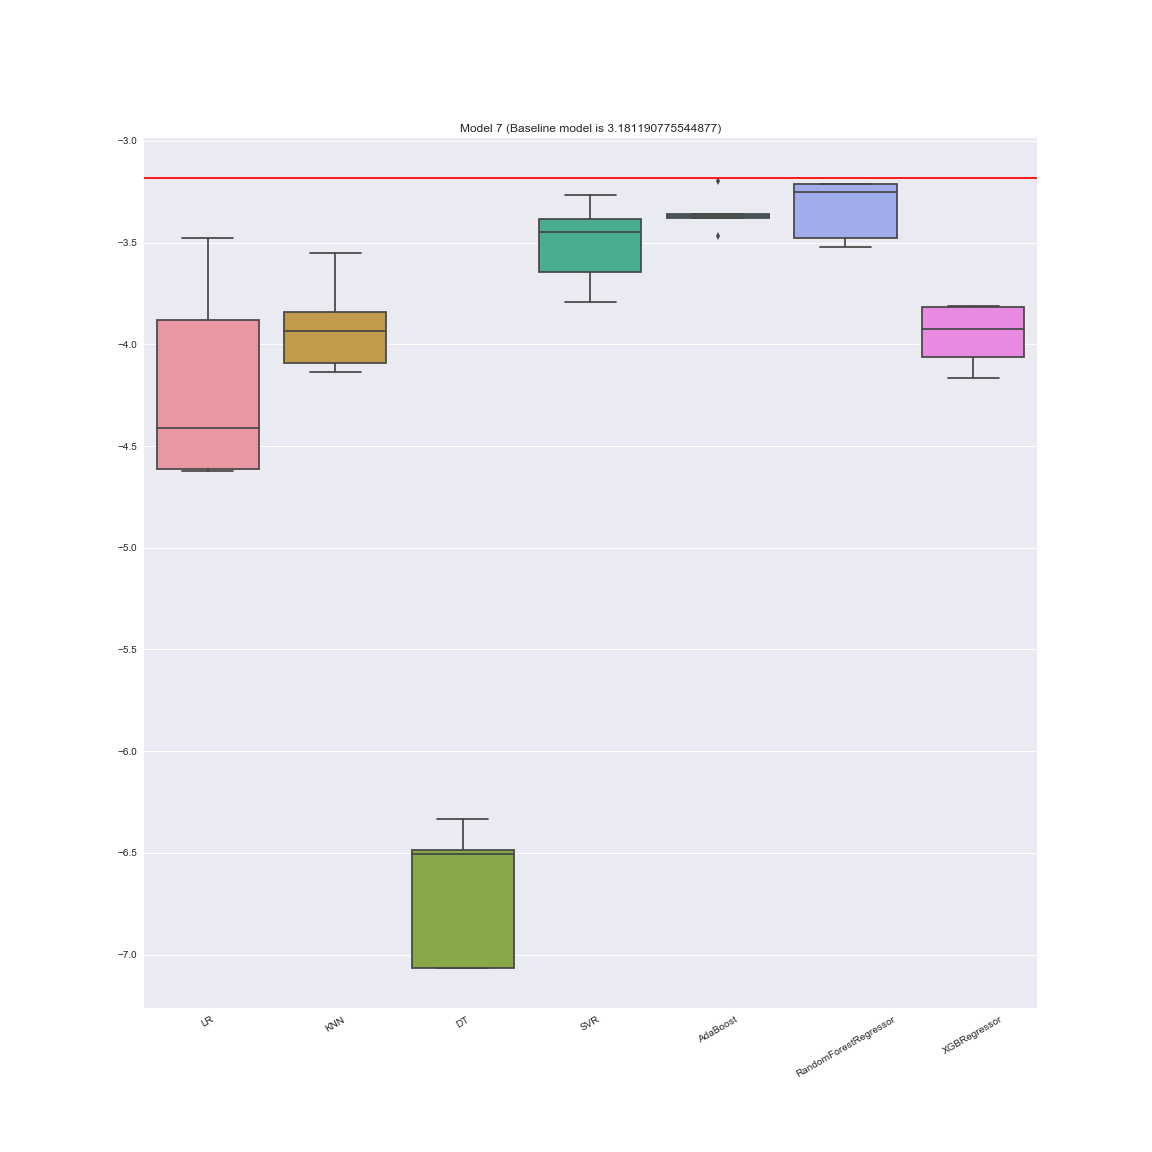 Model 7 (Baseline model is 3.181190775544877)
−3.0
−3.5
−4.0
−4.5
−5.0
−5.5
−6.0
−6.5
−7.0
LR
KNN
DT
SVR
AdaBoost
RandomForestRegressor
XGBRegressor